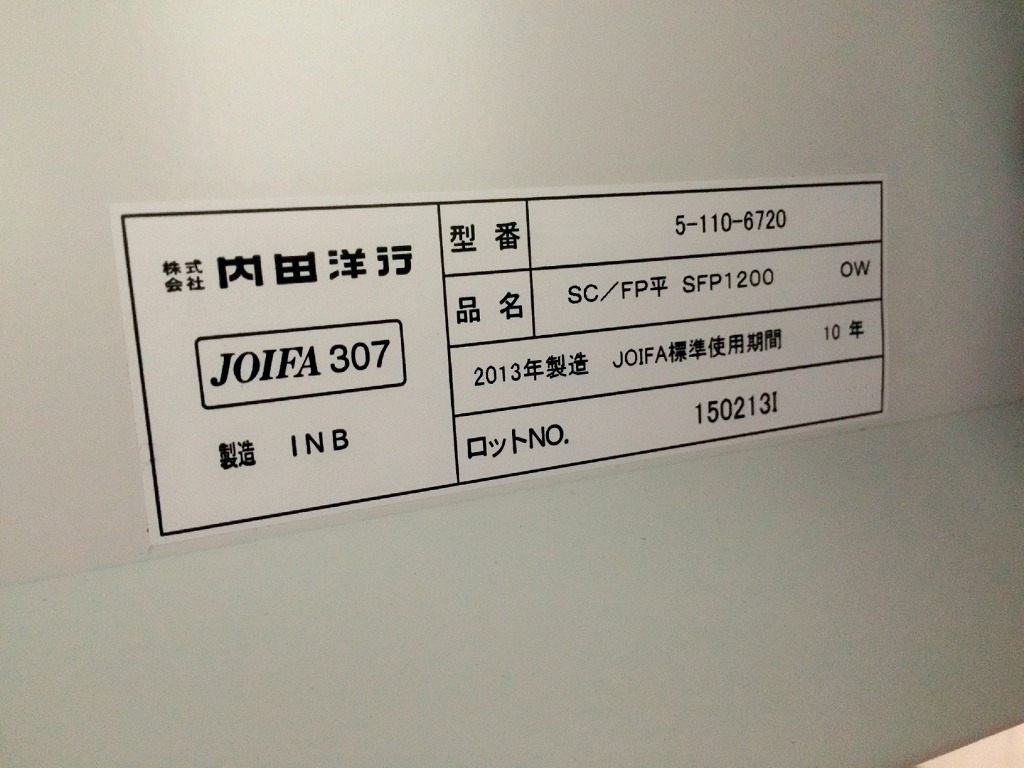 株式会社 内田洋行
JOIFA 307
製造 INB
型番 5-110-6720
品名 SC／FP平 SFP1200 OW
2013年製造 JOIFA標準使用期間 10年
ロットNO. 150213I